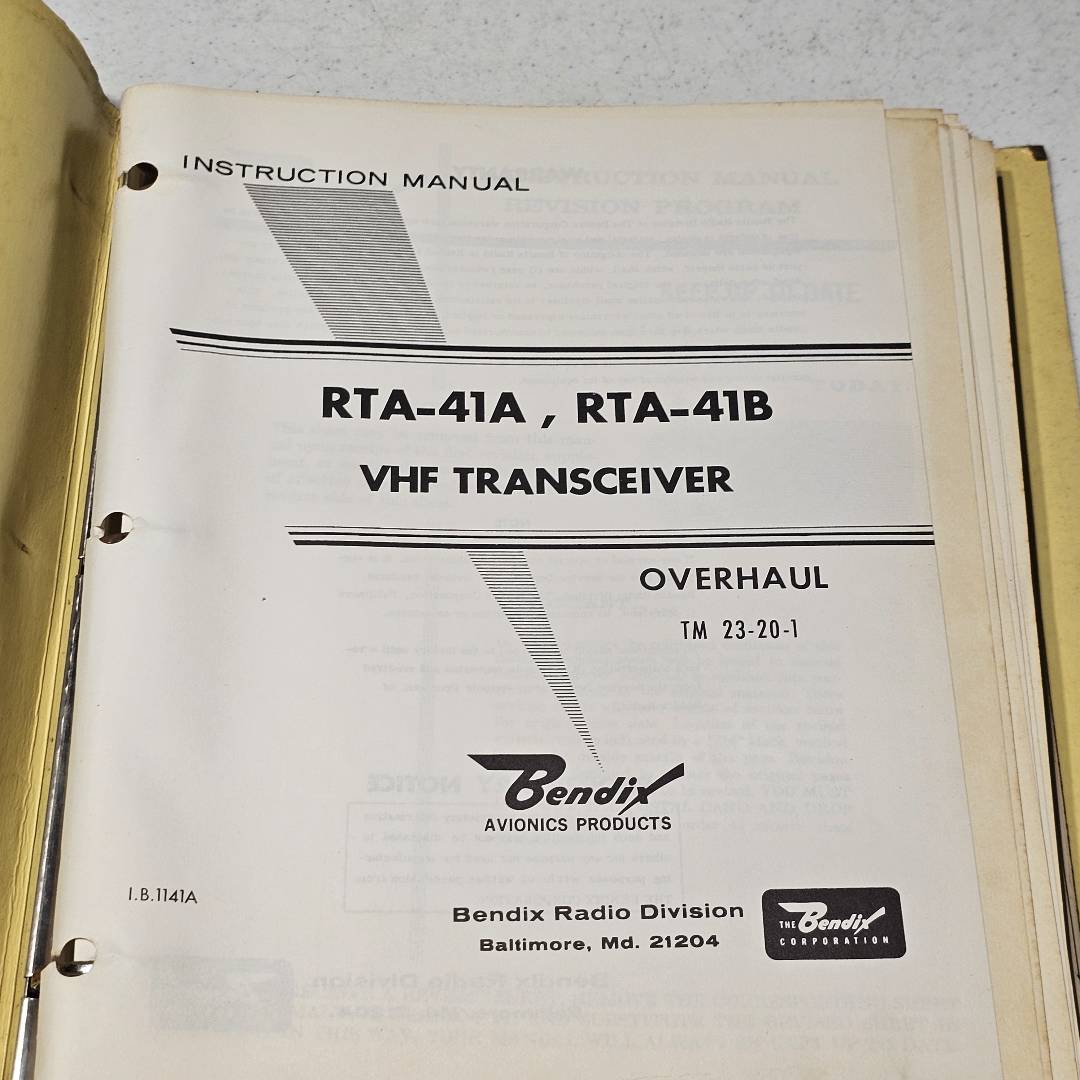 INSTRUCTION MANUAL
RTA-41A, RTA-41B
VHF TRANSCEIVER
OVERHAUL
TM 23-20-1
Bendix
AVIONICS PRODUCTS
I.B.1141A
Bendix Radio Division
Baltimore, Md. 21204
THE Bendix
CORPORATION